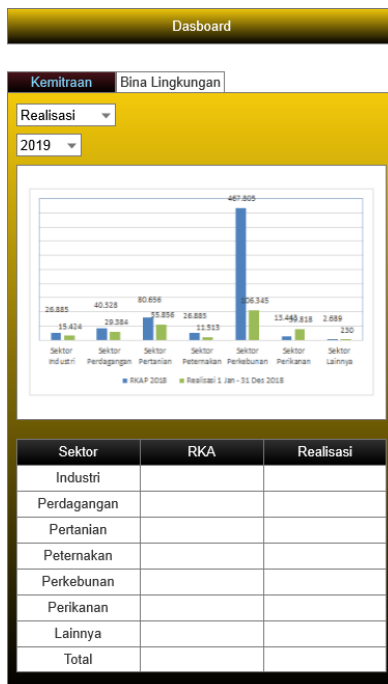 Dasboard
Kemitraan Bina Lingkungan
Realisasi
2019
467.805
26.885 15.424 40.328 29.384 80.656 55.856 26.885 11.513 106.345 13.443 39.818 2.689 230
Sektor Industri Sektor Perdagangan Sektor Pertanian Sektor Peternakan Sektor Perkebunan Sektor Perikanan Sektor Lainnya
RKAP 2018 Realisasi 1 Jan - 31 Des 2018
Sektor RKA Realisasi
Industri
Perdagangan
Pertanian
Peternakan
Perkebunan
Perikanan
Lainnya
Total